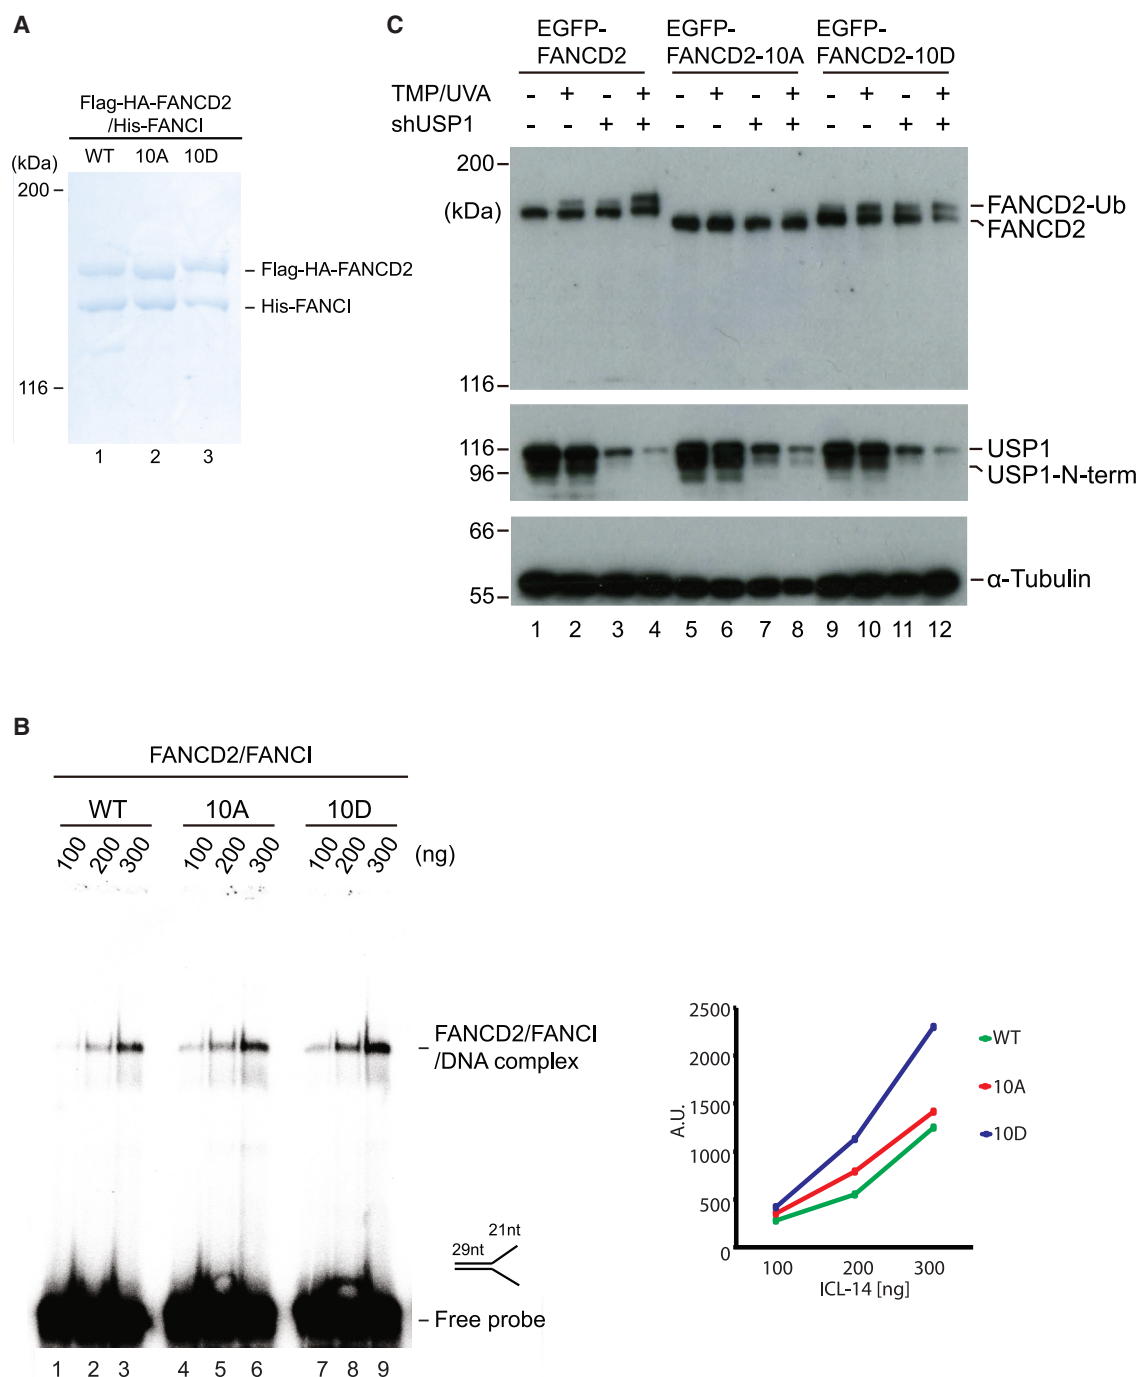 A
Flag-HA-FANCD2
/His-FANCI
(kDa) WT 10A 10D
200
Flag-HA-FANCD2
His-FANCI
116
1 2 3
C
EGFP-FANCD2 EGFP-FANCD2-10A EGFP-FANCD2-10D
TMP/UVA - + - + - + - + - + - +
shUSP1 - - + + - - + + - - + +
200
(kDa)
FANCD2-Ub
FANCD2
116
116 USP1
96 USP1-N-term
66
α-Tubulin
55
1 2 3 4 5 6 7 8 9 10 11 12
B
FANCD2/FANCI
WT 10A 10D
100 200 300 100 200 300 100 200 300 (ng)
FANCD2/FANCI
/DNA complex
21nt
29nt
Free probe
1 2 3 4 5 6 7 8 9
2500
2000
1500
1000
500
0
A.U.
100 200 300
ICL-14 [ng]
WT
10A
10D